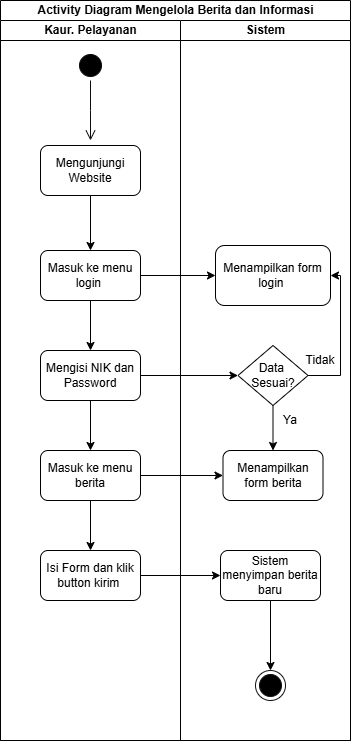 Activity Diagram Mengelola Berita dan Informasi
Kaur. Pelayanan
Sistem
Mengunjungi
Website
Masuk ke menu
login
Menampilkan form
login
Mengisi NIK dan
Password
Data
Sesuai?
Tidak
Ya
Masuk ke menu
berita
Menampilkan
form berita
Isi Form dan klik
button kirim
Sistem
menyimpan berita
baru